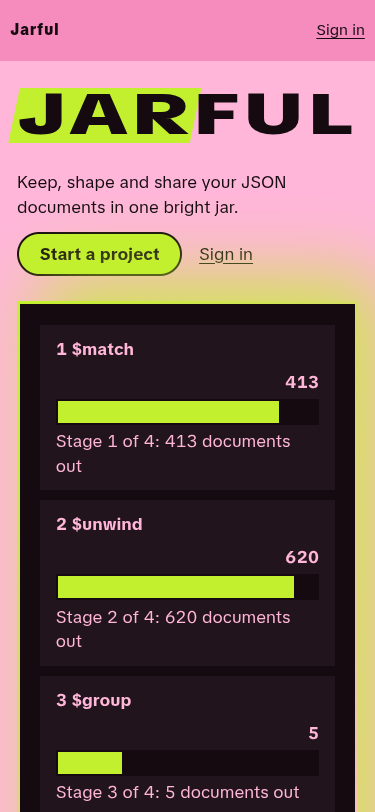 Jarful
Sign in
JARFUL
Keep, shape and share your JSON
documents in one bright jar.
Start a project
Sign in
1 $match
413
Stage 1 of 4: 413 documents
out
2 $unwind
620
Stage 2 of 4: 620 documents
out
3 $group
5
Stage 3 of 4: 5 documents out